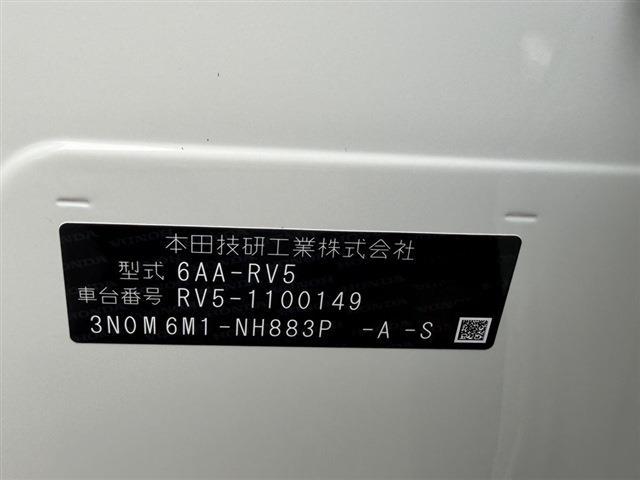 本田技研工業株式会社
型式 6AA-RV5
車台番号 RV5-1100149
3N0M6M1-NH883P -A-S